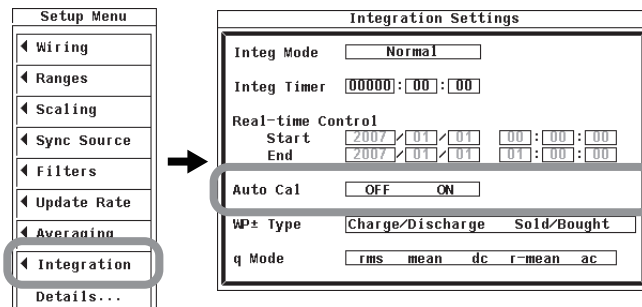 Setup Menu
Wiring
Ranges
Scaling
Sync Source
Filters
Update Rate
Averaging
Integration
Details...
Integration Settings
Integ Mode Normal
Integ Timer 00000 : 00 : 00
Real-time Control
Start 2007 / 01 / 01 00 : 00 : 00
End 2007 / 01 / 01 01 : 00 : 00
Auto Cal OFF ON
WP± Type Charge/Discharge Sold/Bought
q Mode rms mean dc r-mean ac